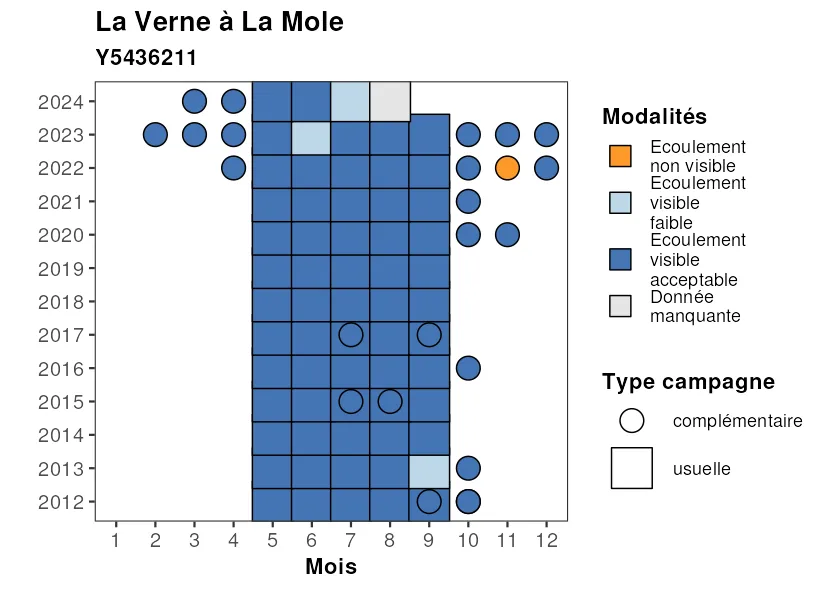 La Verne à La Mole
Y5436211
2024
2023
2022
2021
2020
2019
2018
2017
2016
2015
2014
2013
2012
1 2 3 4 5 6 7 8 9 10 11 12
Mois
Modalités
Ecoulement
non visible
Ecoulement
visible
faible
Ecoulement
visible
acceptable
Donnée
manquante
Type campagne
complémentaire
usuelle